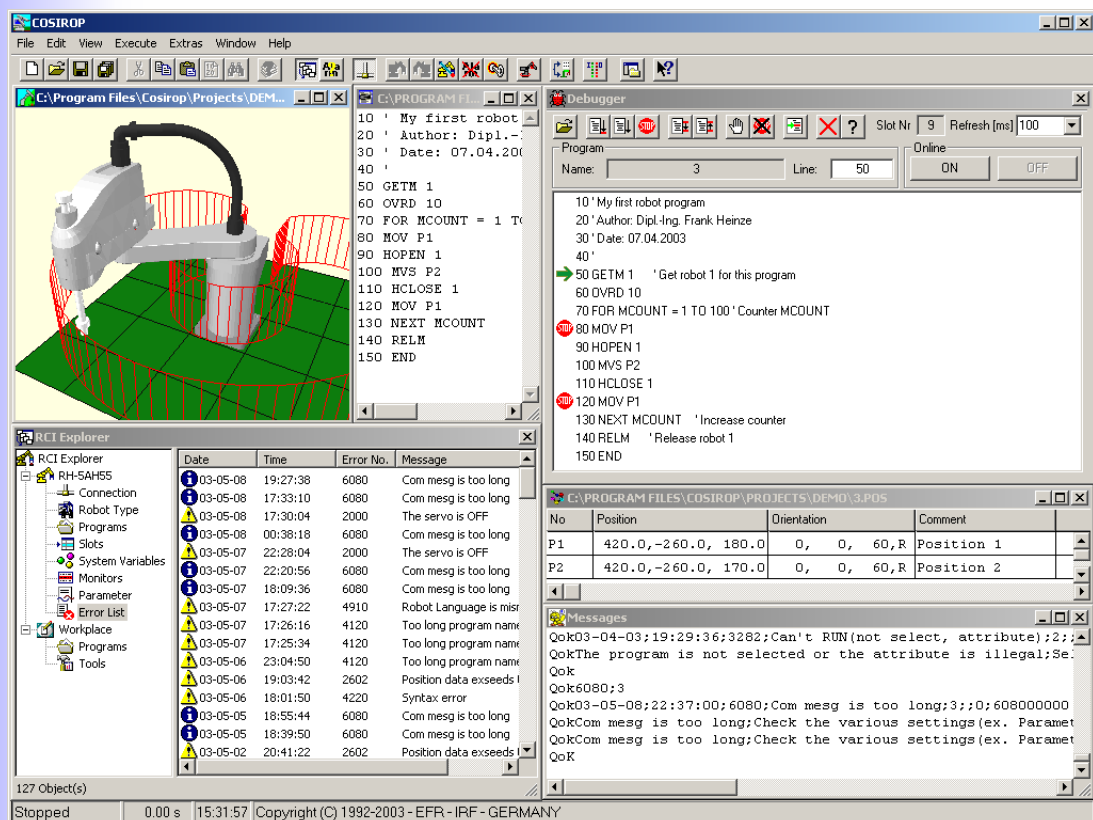 COSIROP
File Edit View Execute Extras Window Help
C:\Program Files\Cosirop\Projects\DEM...
C:\PROGRAM FI...
10 ' My first robot
20 ' Author: Dipl.-
30 ' Date: 07.04.200
40 '
50 GETM 1
60 OVRD 10
70 FOR MCOUNT = 1 TO
80 MOV P1
90 HOPEN 1
100 MVS P2
110 HCLOSE 1
120 MOV P1
130 NEXT MCOUNT
140 RELM
150 END
Debugger
Slot Nr 9 Refresh [ms] 100
Program
Name: 3 Line: 50
Online
ON OFF
10 ' My first robot program
20 ' Author: Dipl.-Ing. Frank Heinze
30 ' Date: 07.04.2003
40 '
50 GETM 1 ' Get robot 1 for this program
60 OVRD 10
70 FOR MCOUNT = 1 TO 100 ' Counter MCOUNT
STOP 80 MOV P1
90 HOPEN 1
100 MVS P2
110 HCLOSE 1
STOP 120 MOV P1
130 NEXT MCOUNT ' Increase counter
140 RELM ' Release robot 1
150 END
RCI Explorer
RCI Explorer
RH-5AH55
Connection
Robot Type
Programs
Slots
System Variables
Monitors
Parameter
Error List
Workplace
Programs
Tools
Date Time Error No. Message
03-05-08 19:27:38 6080 Com mesg is too long
03-05-08 17:33:10 6080 Com mesg is too long
03-05-08 17:30:04 2000 The servo is OFF
03-05-08 00:38:18 6080 Com mesg is too long
03-05-07 22:28:04 2000 The servo is OFF
03-05-07 22:20:56 6080 Com mesg is too long
03-05-07 18:09:36 6080 Com mesg is too long
03-05-07 17:27:22 4910 Robot Language is misr
03-05-07 17:26:16 4120 Too long program name
03-05-07 17:25:34 4120 Too long program name
03-05-06 23:04:50 4120 Too long program name
03-05-06 19:03:42 2602 Position data exceeds
03-05-06 18:01:50 4220 Syntax error
03-05-05 18:55:44 6080 Com mesg is too long
03-05-05 18:39:50 6080 Com mesg is too long
03-05-02 20:41:22 2602 Position data exceeds
127 Object(s)
C:\PROGRAM FILES\COSIROP\PROJECTS\DEMO\3.POS
No Position Orientation Comment
P1 420.0,-260.0, 180.0 0, 0, 60,R Position 1
P2 420.0,-260.0, 170.0 0, 0, 60,R Position 2
Messages
Qok03-04-03;19:29:36;3282;Can't RUN(not select, attribute);2;;
QokThe program is not selected or the attribute is illegal;Sel
Qok
Qok6080;3
Qok03-05-08;22:37:00;6080;Com mesg is too long;3;;0;608000000
QokCom mesg is too long;Check the various settings(ex. Paramet
QokCom mesg is too long;Check the various settings(ex. Paramet
QoK
Stopped 0.00 s 15:31:57 Copyright (C) 1992-2003 - EFR - IRF - GERMANY